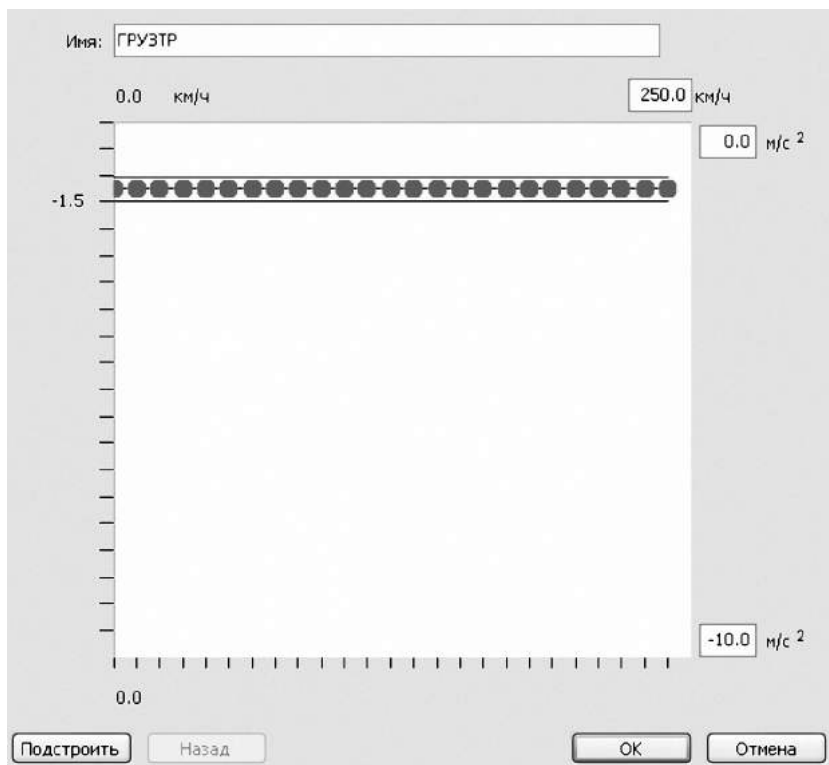 Имя: ГРУЗТР
0.0 км/ч 250.0 км/ч
0.0 м/с 2
-1.5
-10.0 м/с 2
0.0
Подстроить Назад OK Отмена